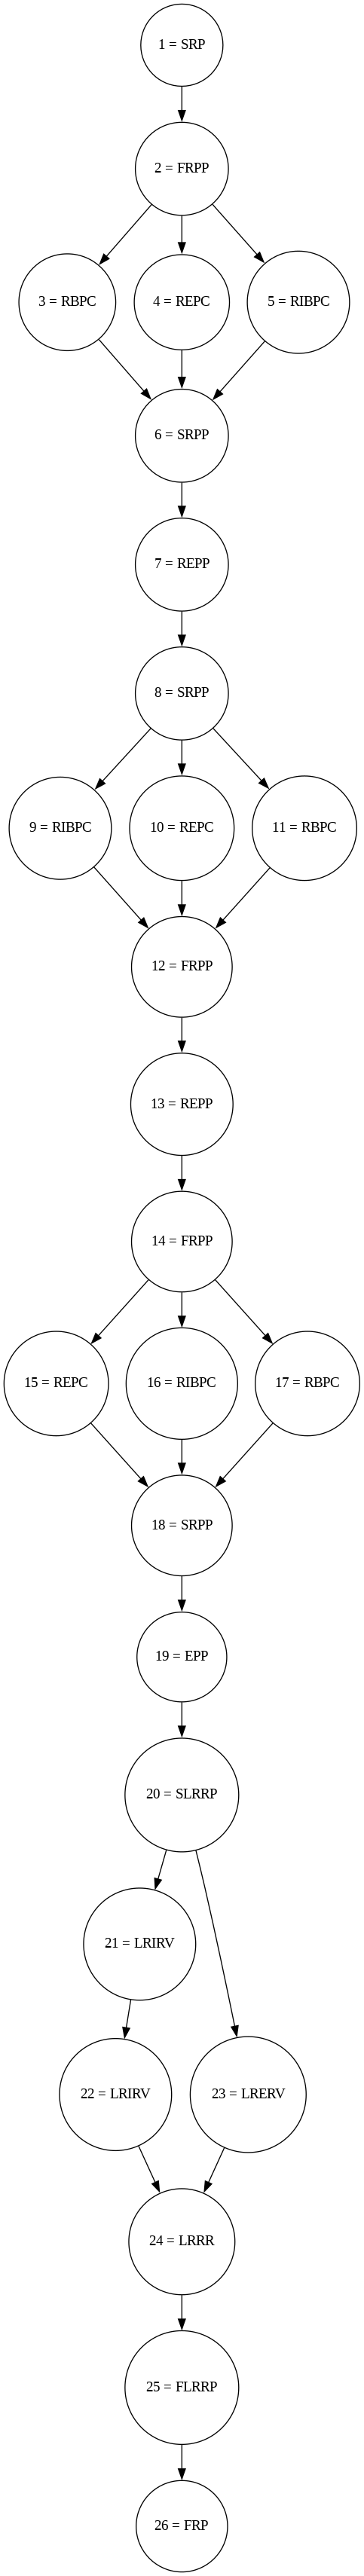 1 = SRP
2 = FRPP
3 = RBPC
4 = REPC
5 = RIBPC
6 = SRPP
7 = REPP
8 = SRPP
9 = RIBPC
10 = REPC
11 = RBPC
12 = FRPP
13 = REPP
14 = FRPP
15 = REPC
16 = RIBPC
17 = RBPC
18 = SRPP
19 = EPP
20 = SLRRP
21 = LRIRV
22 = LRIRV
23 = LRERV
24 = LRRR
25 = FLRRP
26 = FRP